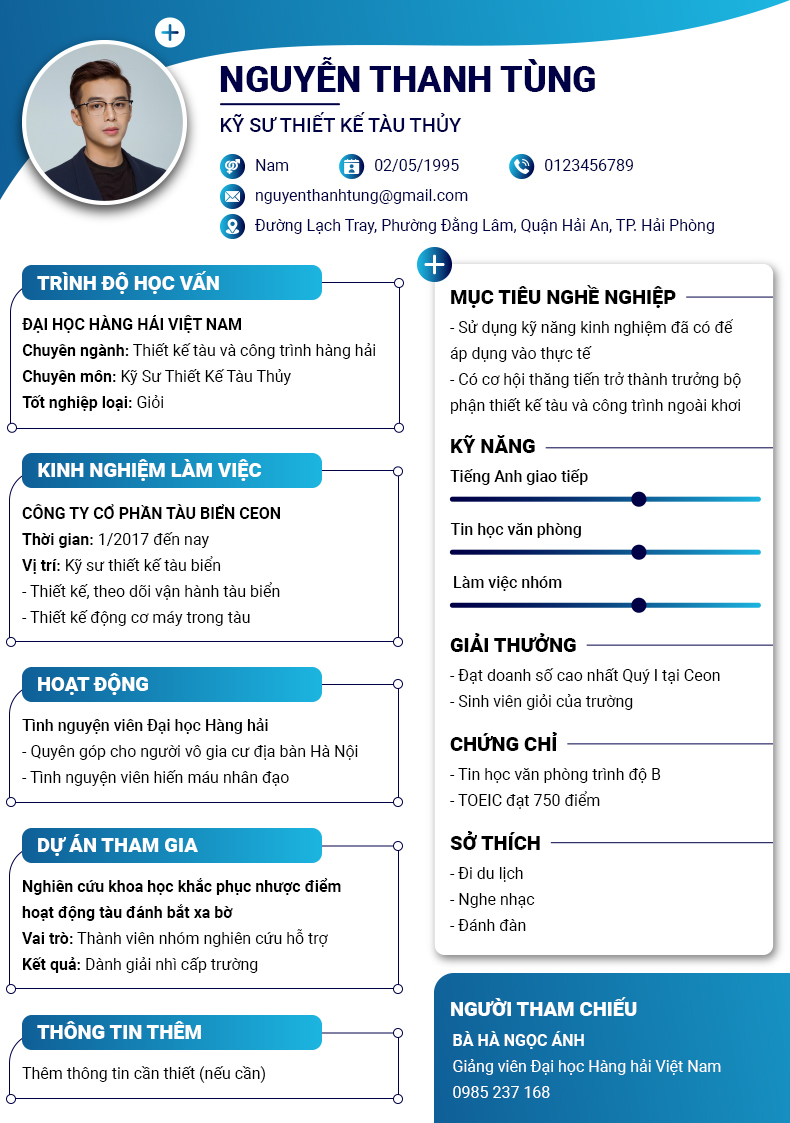 NGUYỄN THANH TÙNG
KỸ SƯ THIẾT KẾ TÀU THỦY
Nam 02/05/1995 0123456789
nguyenthanhtung@gmail.com
Đường Lạch Tray, Phường Đằng Lâm, Quận Hải An, TP. Hải Phòng
TRÌNH ĐỘ HỌC VẤN
ĐẠI HỌC HÀNG HẢI VIỆT NAM
Chuyên ngành: Thiết kế tàu và công trình hàng hải
Chuyên môn: Kỹ Sư Thiết Kế Tàu Thủy
Tốt nghiệp loại: Giỏi
KINH NGHIỆM LÀM VIỆC
CÔNG TY CỔ PHẦN TÀU BIỂN CEON
Thời gian: 1/2017 đến nay
Vị trí: Kỹ sư thiết kế tàu biển
- Thiết kế, theo dõi vận hành tàu biển
- Thiết kế động cơ máy trong tàu
HOẠT ĐỘNG
Tình nguyện viên Đại học Hàng hải
- Quyên góp cho người vô gia cư địa bàn Hà Nội
- Tình nguyện viên hiến máu nhân đạo
DỰ ÁN THAM GIA
Nghiên cứu khoa học khắc phục nhược điểm
hoạt động tàu đánh bắt xa bờ
Vai trò: Thành viên nhóm nghiên cứu hỗ trợ
Kết quả: Dành giải nhì cấp trường
THÔNG TIN THÊM
Thêm thông tin cần thiết (nếu cần)
MỤC TIÊU NGHỀ NGHIỆP
- Sử dụng kỹ năng kinh nghiệm đã có để
áp dụng vào thực tế
- Có cơ hội thăng tiến trở thành trưởng bộ
phận thiết kế tàu và công trình ngoài khơi
KỸ NĂNG
Tiếng Anh giao tiếp
Tin học văn phòng
Làm việc nhóm
GIẢI THƯỞNG
- Đạt doanh số cao nhất Quý I tại Ceon
- Sinh viên giỏi của trường
CHỨNG CHỈ
- Tin học văn phòng trình độ B
- TOEIC đạt 750 điểm
SỞ THÍCH
- Đi du lịch
- Nghe nhạc
- Đánh đàn
NGƯỜI THAM CHIẾU
BÀ HÀ NGỌC ÁNH
Giảng viên Đại học Hàng hải Việt Nam
0985 237 168